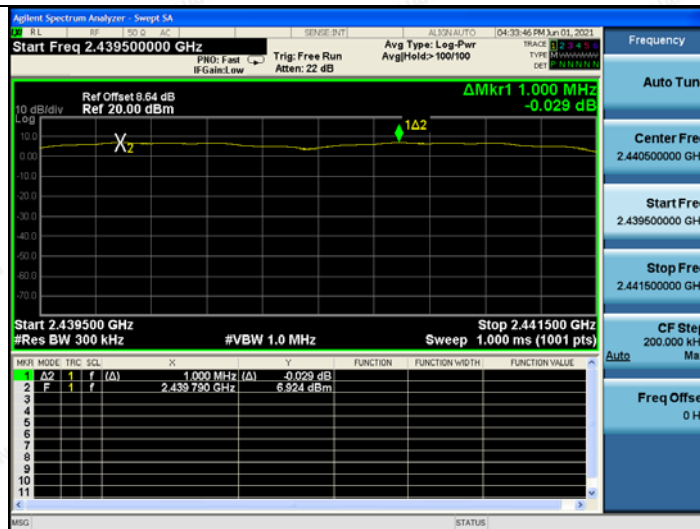 Agilent Spectrum Analyzer - Swept SA
RL RF 50 Ω AC SENSE:INT ALIGNAUTO 04:33:46 PM Jun 01, 2021
Start Freq 2.439500000 GHz
PNO: Fast
IFGain:Low
Trig: Free Run
Atten: 22 dB
Avg Type: Log-Pwr
Avg|Hold:> 100/100
TRACE 1 2 3 4 5 6
TYPE
DET P N N N N N
ΔMkr1 1.000 MHz
-0.029 dB
Ref Offset 8.64 dB
10 dB/div Ref 20.00 dBm
Log
10.0
0.00
-10.0
-20.0
-30.0
-50.0
-60.0
-70.0
X2
1Δ2
Start 2.439500 GHz Stop 2.441500 GHz
#Res BW 300 kHz #VBW 1.0 MHz Sweep 1.000 ms (1001 pts)
MKR MODE TRC SCL X Y FUNCTION FUNCTION WIDTH FUNCTION VALUE
1 Δ2 1 f (Δ) 1.000 MHz (Δ) -0.029 dB
2 F 1 f 2.439 790 GHz 6.924 dBm
3
4
5
6
7
8
9
10
11
MSG STATUS
Frequency
Auto Tun
Center Fre
2.440500000 GH
Start Fre
2.439500000 GH
Stop Fre
2.441500000 GH
CF Step
200.000 kH
Auto Ma
Freq Offse
0 H